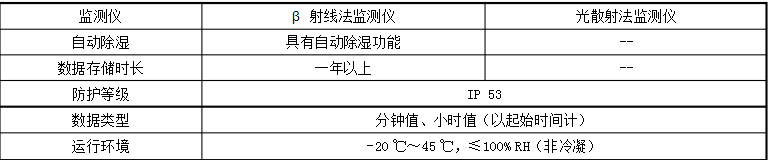 监测仪 β 射线法监测仪 光散射法监测仪
自动除湿 具有自动除湿功能 --
数据存储时长 一年以上 --
防护等级 IP 53
数据类型 分钟值、小时值（以起始时间计）
运行环境 -20 ℃～45 ℃，≤100% RH（非冷凝）